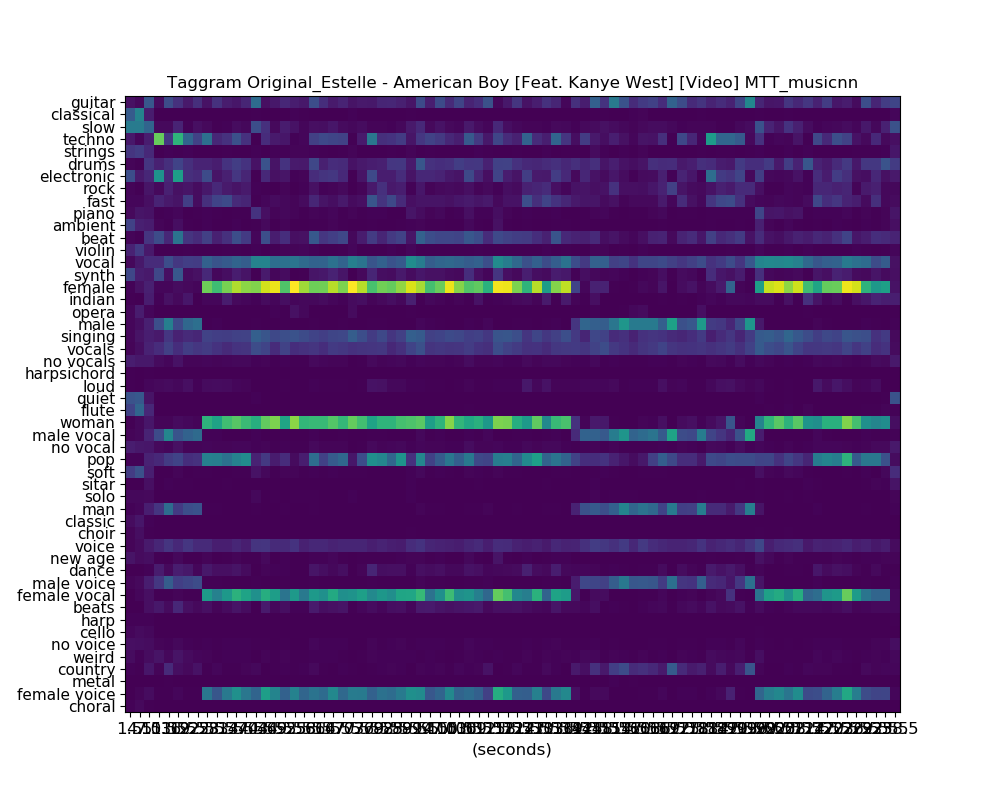 Taggram Original_Estelle - American Boy [Feat. Kanye West] [Video] MTT_musicnn
guitar
classical
slow
techno
strings
drums
electronic
rock
fast
piano
ambient
beat
violin
vocal
synth
female
indian
opera
male
singing
vocals
no vocals
harpsichord
loud
quiet
flute
woman
male vocal
no vocal
pop
soft
sitar
solo
man
classic
choir
voice
new age
dance
male voice
female vocal
beats
harp
cello
no voice
weird
country
metal
female voice
choral
(seconds)